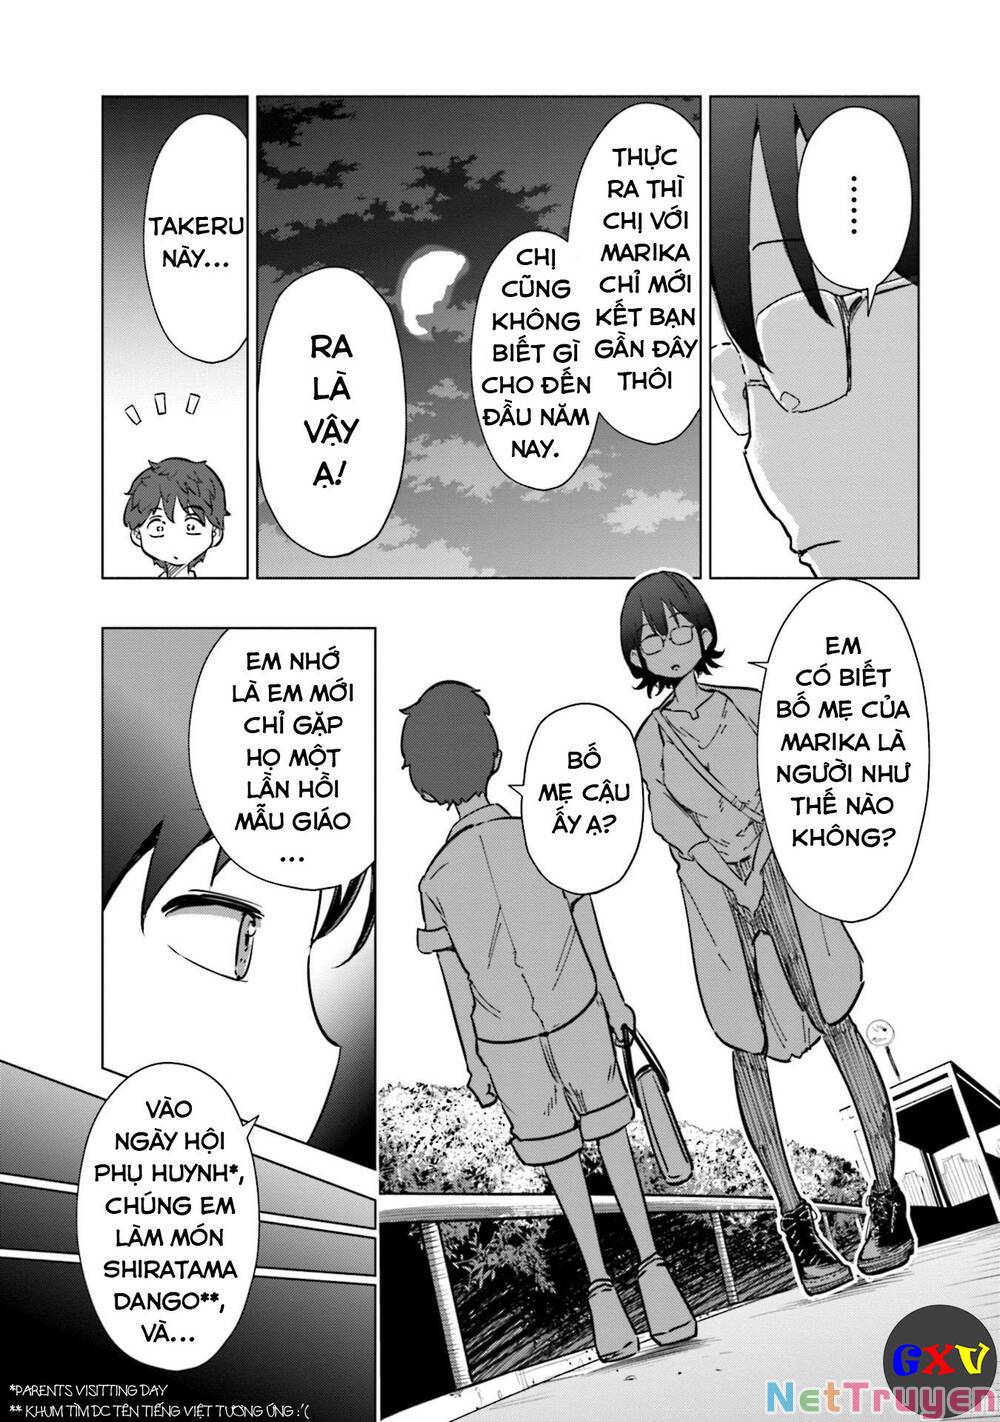 ......
THỰC
RA THÌ
CHỊ VỚI
MARIKA
CHỈ MỚI
KẾT BẠN
GẦN ĐÂY
THÔI
CHỊ
CŨNG
KHÔNG
BIẾT GÌ
CHO ĐẾN
ĐẦU NĂM
NAY.
RA
LÀ
VẬY
Ạ!
TAKERU
NÀY...
EM
CÓ BIẾT
BỐ MẸ CỦA
MARIKA LÀ
NGƯỜI NHƯ
THẾ NÀO
KHÔNG?
BỐ
MẸ CẬU
ẤY Ạ?
EM NHỚ
LÀ EM MỚI
CHỈ GẶP
HỌ MỘT
LẦN HỒI
MẪU GIÁO
...
VÀO
NGÀY HỘI
PHỤ HUYNH*,
CHÚNG EM
LÀM MÓN
SHIRATAMA
DANGO**,
VÀ...
*PARENTS VISITTING DAY
** KHUM TÌM DC TÊN TIẾNG VIỆT TƯƠNG ỨNG :'(
GXV
NetTruyen